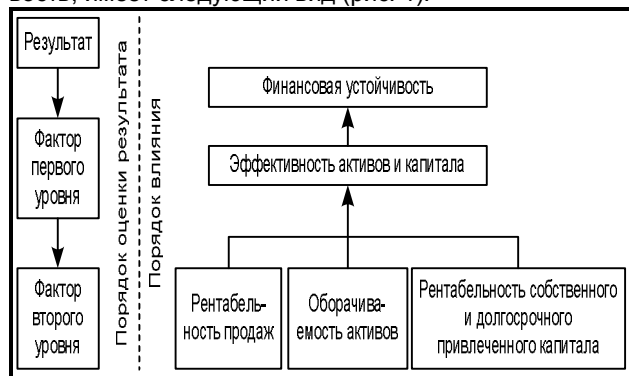 Результат
Фактор
первого
уровня
Фактор
второго
уровня
Порядок оценки результата
Порядок влияния
Финансовая устойчивость
Эффективность активов и капитала
Рентабель-
ность продаж
Оборачива-
емость активов
Рентабельность собственного
и долгосрочного
привлеченного капитала